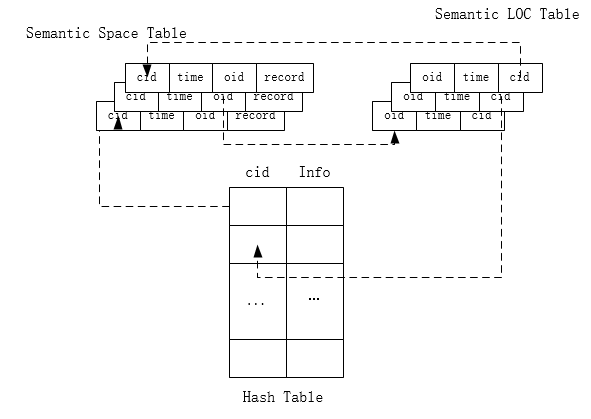 Semantic LOC Table
Semantic Space Table
cid time oid record
oid time cid
cid time oid record
oid time cid
cid time oid record
oid time cid
cid Info
... ...
Hash Table